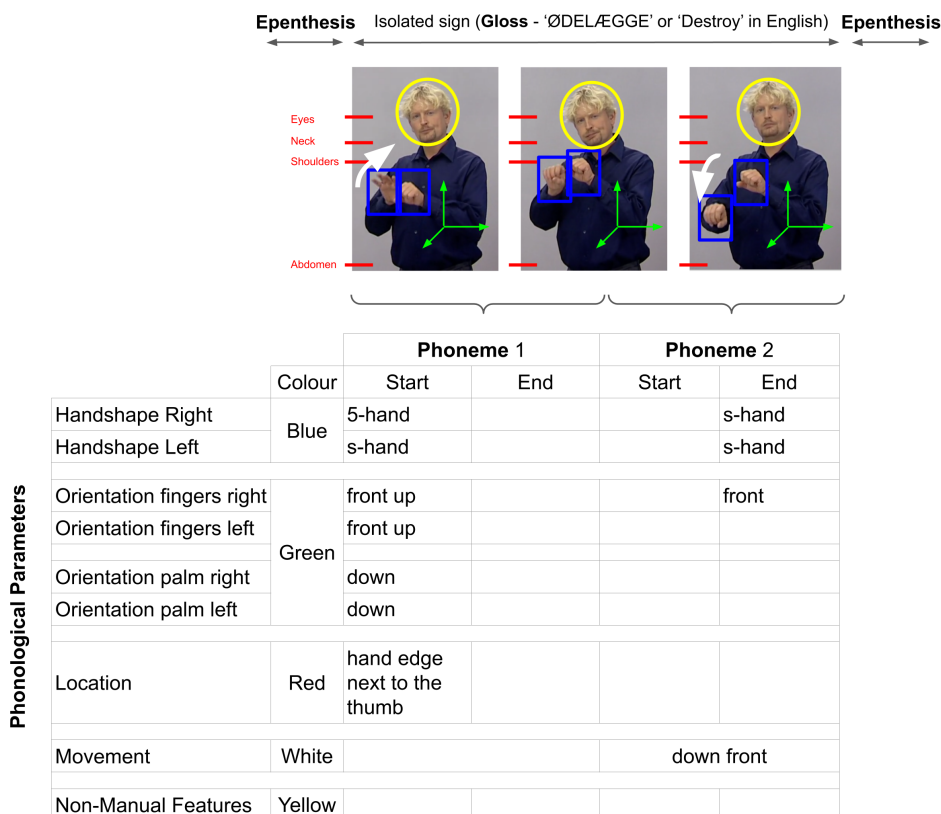 Epenthesis Isolated sign (Gloss - ‘ØDELÆGGE’ or ‘Destroy’ in English) Epenthesis
Eyes
Neck
Shoulders
Abdomen
Phoneme 1 Phoneme 2
Colour Start End Start End
Handshape Right 5-hand s-hand
Blue
Handshape Left s-hand s-hand
Orientation fingers right front up front
Orientation fingers left front up
Green
Orientation palm right down
Orientation palm left down
Phonological Parameters
hand edge
Location Red next to the
thumb
Movement White down front
Non-Manual Features Yellow